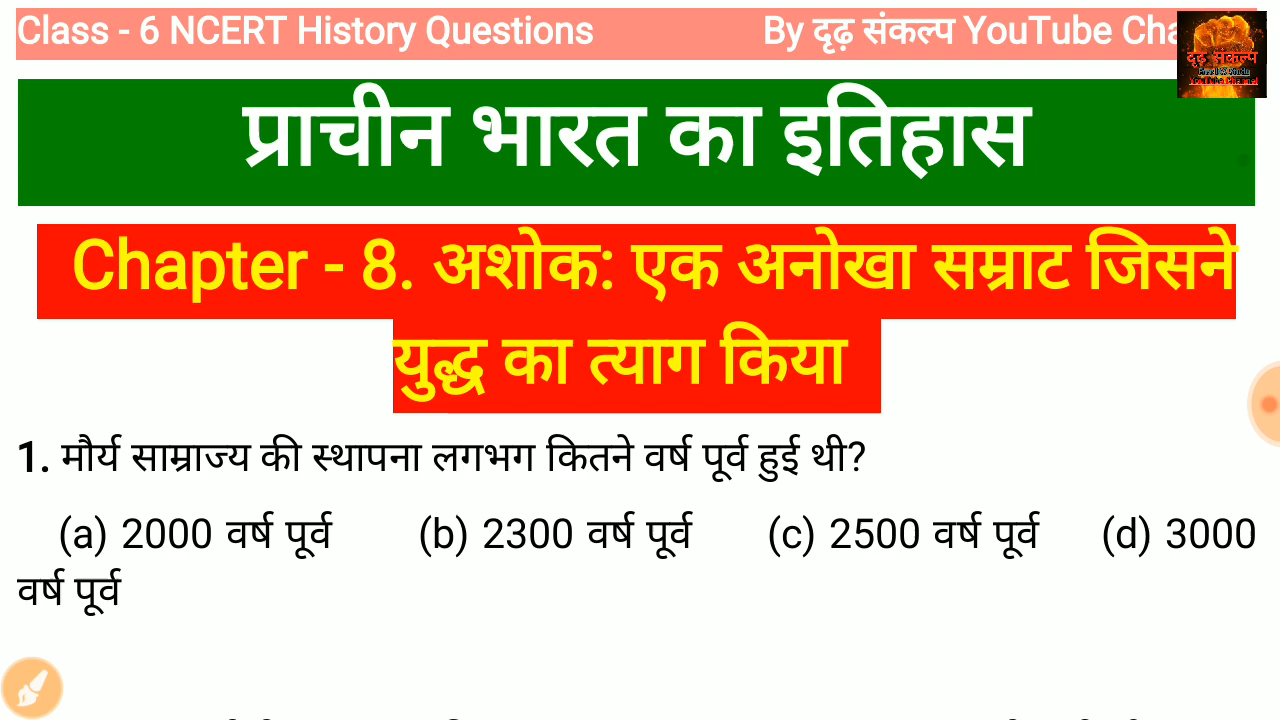 Class - 6 NCERT History Questions By दृढ़ संकल्प YouTube
दृढ़ संकल्प
प्राचीन भारत का इतिहास
Chapter - 8. अशोक: एक अनोखा सम्राट जिसने
युद्ध का त्याग किया
1. मौर्य साम्राज्य की स्थापना लगभग कितने वर्ष पूर्व हुई थी?
(a) 2000 वर्ष पूर्व (b) 2300 वर्ष पूर्व (c) 2500 वर्ष पूर्व (d) 3000
वर्ष पूर्व